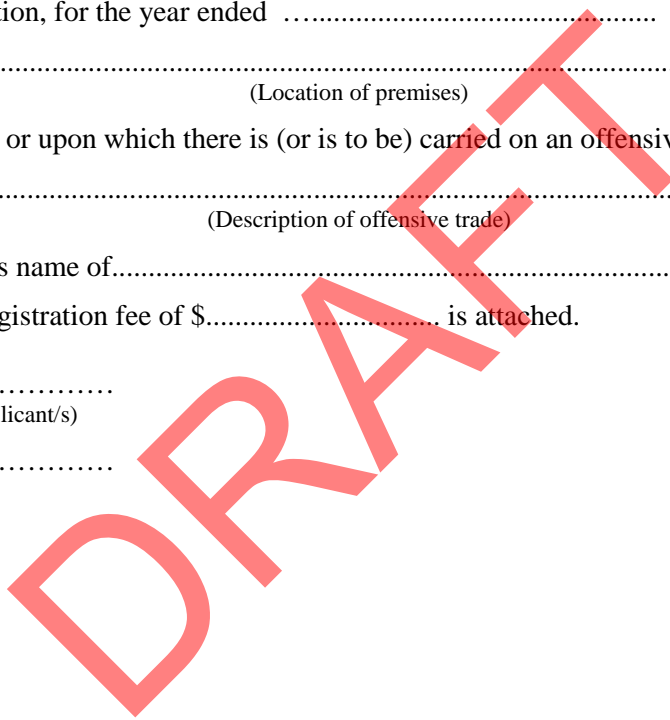 tion, for the year ended ….................................................
....................................................................................................
(Location of premises)
or upon which there is (or is to be) carried on an offensiv
....................................................................................................
(Description of offensive trade)
s name of............................................................................
gistration fee of $................................ is attached.
…………
licant/s)
…………
DRAFT